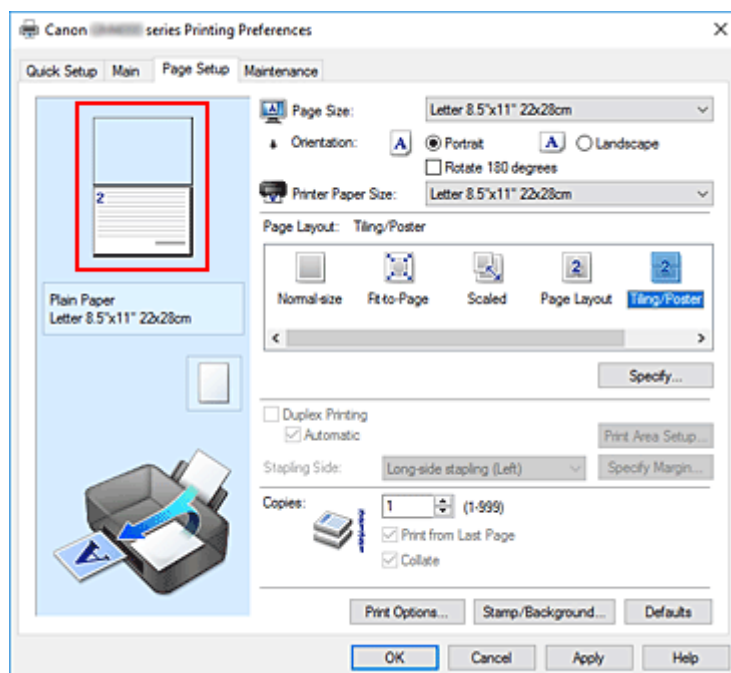 Canon series Printing Preferences
Quick Setup Main Page Setup Maintenance
2
Plain Paper
Letter 8.5"x11" 22x28cm
A
Page Size: Letter 8.5"x11" 22x28cm
Orientation: A Portrait A Landscape
Rotate 180 degrees
Printer Paper Size: Letter 8.5"x11" 22x28cm
Page Layout: Tiling/Poster
2 2
Normal-size Fit-to-Page Scaled Page Layout Tiling/Poster
Specify...
Duplex Printing
Automatic Print Area Setup...
Stapling Side: Long-side stapling (Left) Specify Margin...
Copies: 1 (1-999)
Print from Last Page
Collate
Print Options... Stamp/Background... Defaults
OK Cancel Apply Help